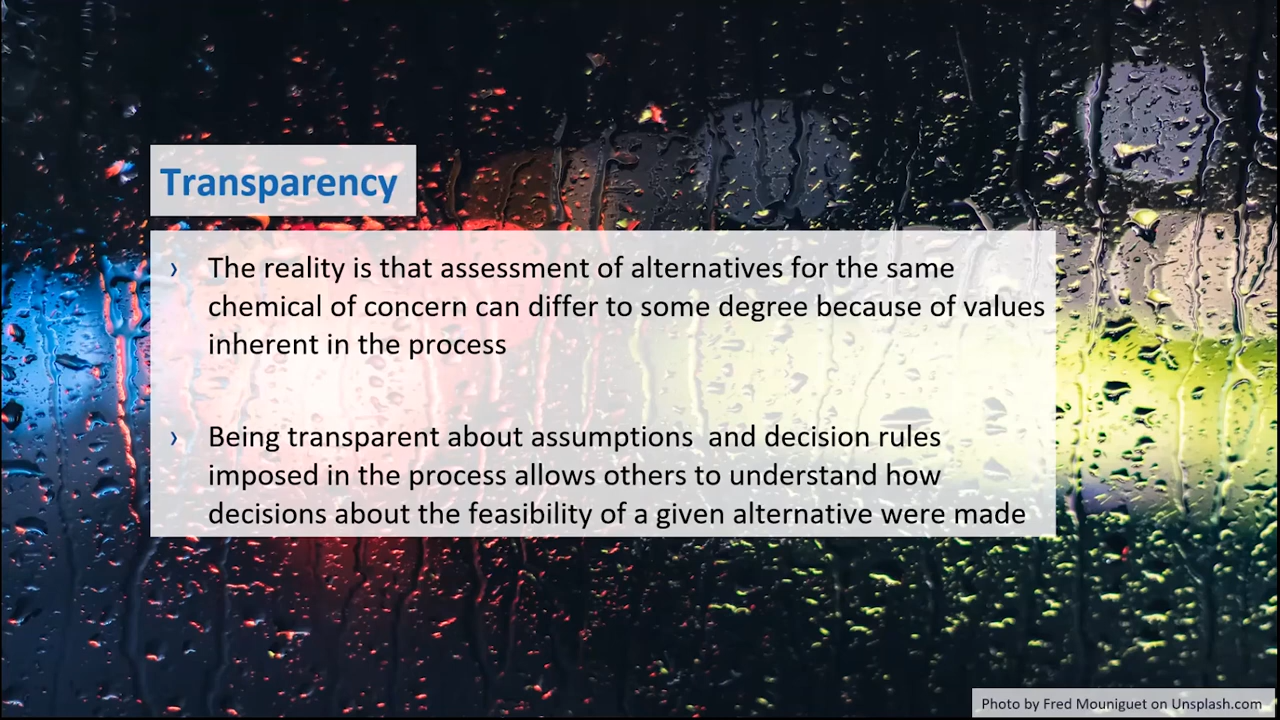 Transparency
› The reality is that assessment of alternatives for the same
chemical of concern can differ to some degree because of values
inherent in the process
› Being transparent about assumptions  and decision rules
imposed in the process allows others to understand how
decisions about the feasibility of a given alternative were made
Photo by Fred Mouniguet on Unsplash.com